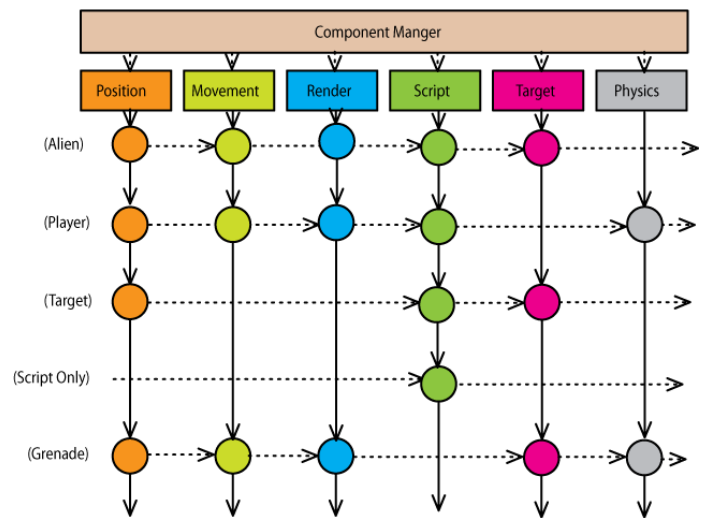 Component Manger
Position Movement Render Script Target Physics
(Alien)
(Player)
(Target)
(Script Only)
(Grenade)